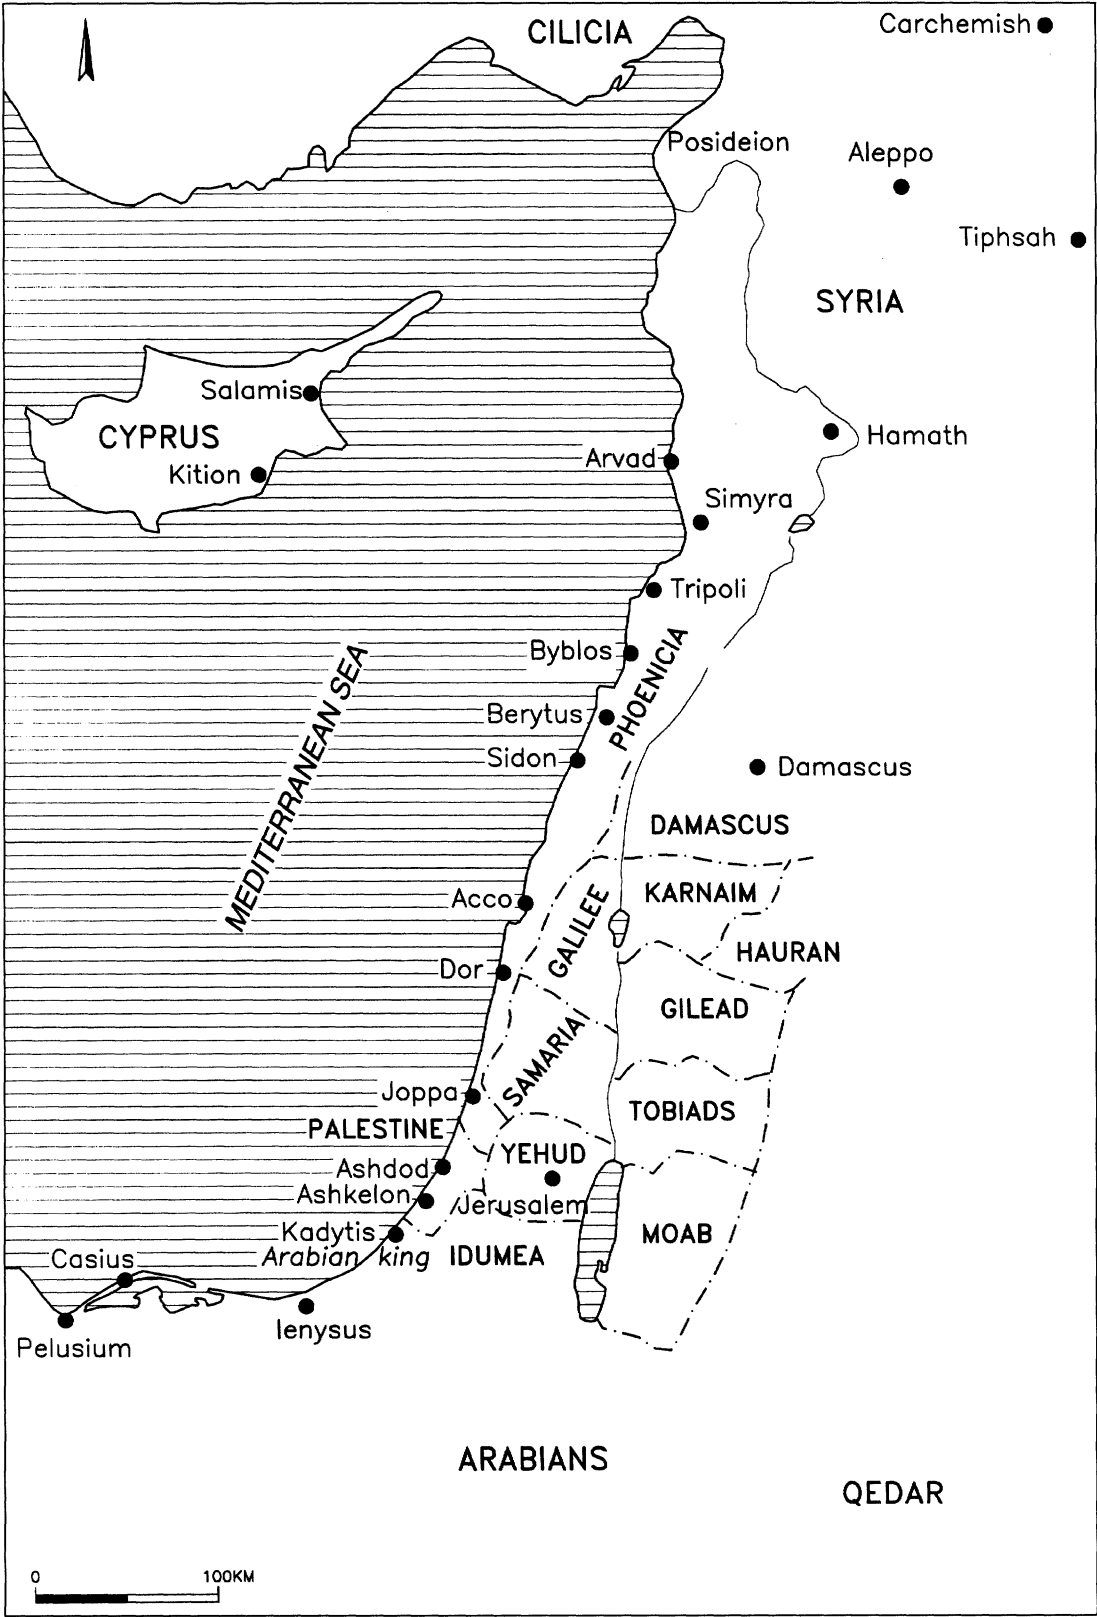 CILICIA
Carchemish
Posideion
Aleppo
Tiphsah
SYRIA
Salamis
CYPRUS
Kition
Hamath
Arvad
Simyra
Tripoli
Byblos
PHOENICIA
MEDITERRANEAN SEA
Berytus
Sidon
Damascus
DAMASCUS
KARNAIM
Acco
GALILEE
HAURAN
Dor
GILEAD
SAMARIA
Joppa
TOBIADS
PALESTINE
YEHUD
Ashdod
Ashkelon
Jerusalem
Kadytis
MOAB
Arabian king
IDUMEA
Casius
Ienysus
Pelusium
ARABIANS
QEDAR
0 100KM